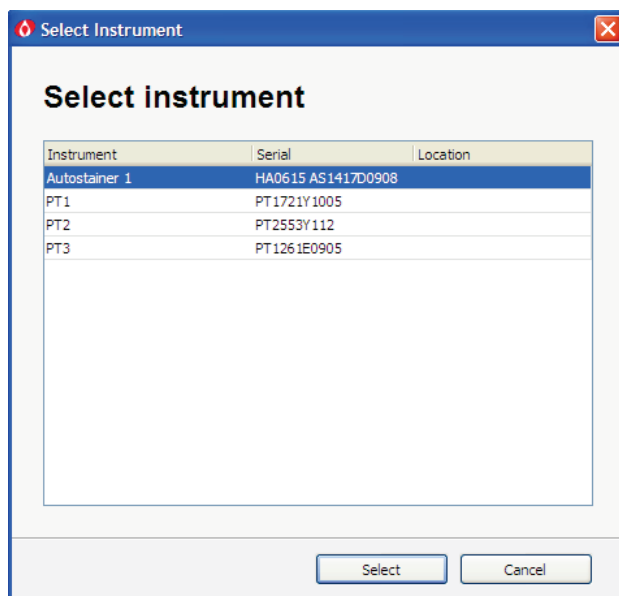 Select Instrument
Select instrument
Instrument Serial Location
Autostainer 1 HA0615 AS1417D0908
PT1 PT1721Y1005
PT2 PT2553Y112
PT3 PT1261E0905
Select Cancel